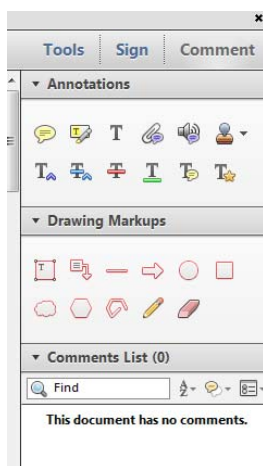 Tools Sign Comment
Annotations
Drawing Markups
Comments List (0)
Find
This document has no comments.